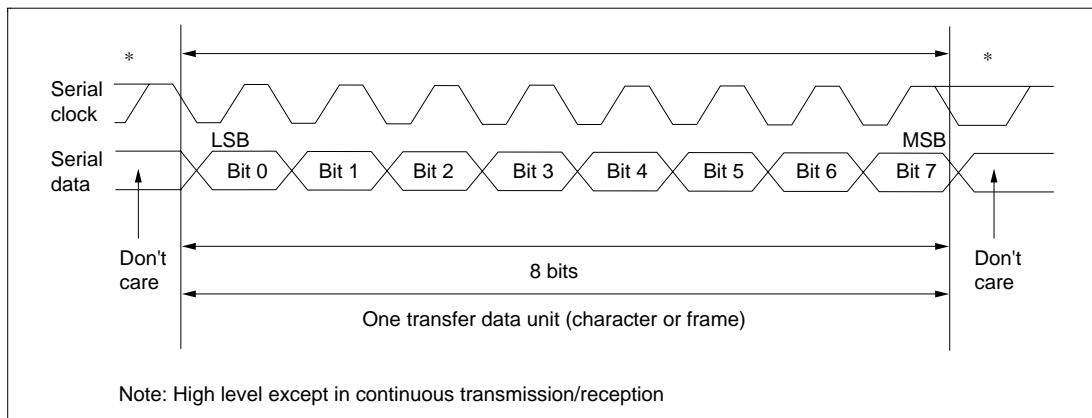 * *
Serial
clock
LSB MSB
Serial
data
Bit 0 Bit 1 Bit 2 Bit 3 Bit 4 Bit 5 Bit 6 Bit 7
Don't
care
8 bits
Don't
care
One transfer data unit (character or frame)
Note: High level except in continuous transmission/reception